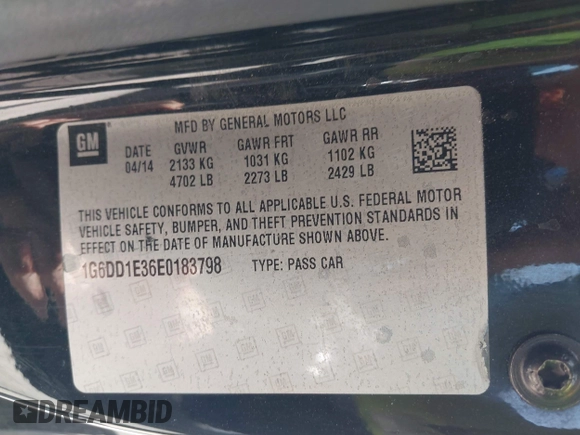 GM
MFD BY GENERAL MOTORS LLC
DATE GVWR GAWR FRT GAWR RR
04/14 2133 KG 1031 KG 1102 KG
4702 LB 2273 LB 2429 LB
THIS VEHICLE CONFORMS TO ALL APPLICABLE U.S. FEDERAL MOTOR
VEHICLE SAFETY, BUMPER, AND THEFT PREVENTION STANDARDS IN
EFFECT ON THE DATE OF MANUFACTURE SHOWN ABOVE.
1G6DD1E36E0183798 TYPE: PASS CAR
DREAMBID